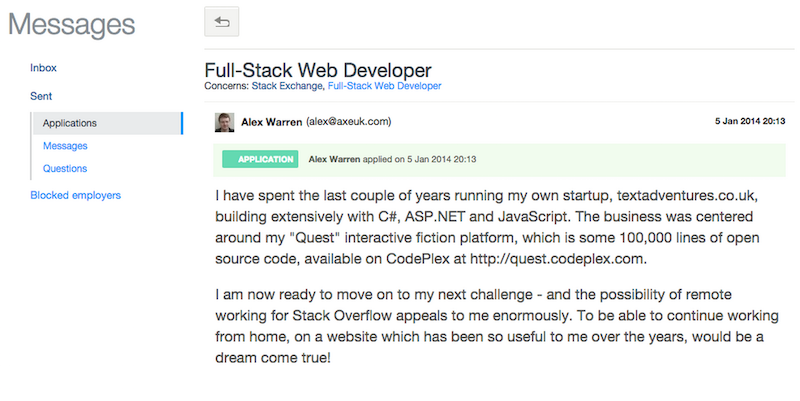 Messages
Inbox
Sent
Applications
Messages
Questions
Blocked employers
Full-Stack Web Developer
Concerns: Stack Exchange, Full-Stack Web Developer
Alex Warren (alex@axeuk.com) 5 Jan 2014 20:13
APPLICATION Alex Warren applied on 5 Jan 2014 20:13
I have spent the last couple of years running my own startup, textadventures.co.uk,
building extensively with C#, ASP.NET and JavaScript. The business was centered
around my "Quest" interactive fiction platform, which is some 100,000 lines of open
source code, available on CodePlex at http://quest.codeplex.com.
I am now ready to move on to my next challenge - and the possibility of remote
working for Stack Overflow appeals to me enormously. To be able to continue working
from home, on a website which has been so useful to me over the years, would be a
dream come true!